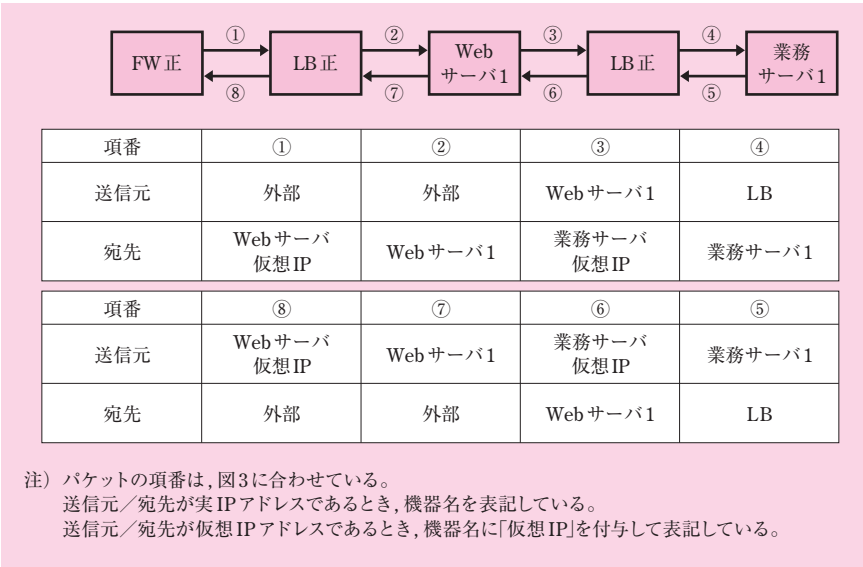 ① ② ③ ④
FW正 LB正 Web サーバ1 LB正 業務 サーバ1
⑧ ⑦ ⑥ ⑤
項番 ① ② ③ ④
送信元 外部 外部 Webサーバ1 LB
宛先 Webサーバ 仮想IP Webサーバ1 業務サーバ 仮想IP 業務サーバ1
項番 ⑧ ⑦ ⑥ ⑤
送信元 Webサーバ 仮想IP Webサーバ1 業務サーバ 仮想IP 業務サーバ1
宛先 外部 外部 Webサーバ1 LB
注）パケットの項番は，図3に合わせている。
送信元／宛先が実IPアドレスであるとき，機器名を表記している。
送信元／宛先が仮想IPアドレスであるとき，機器名に「仮想IP」を付与して表記している。